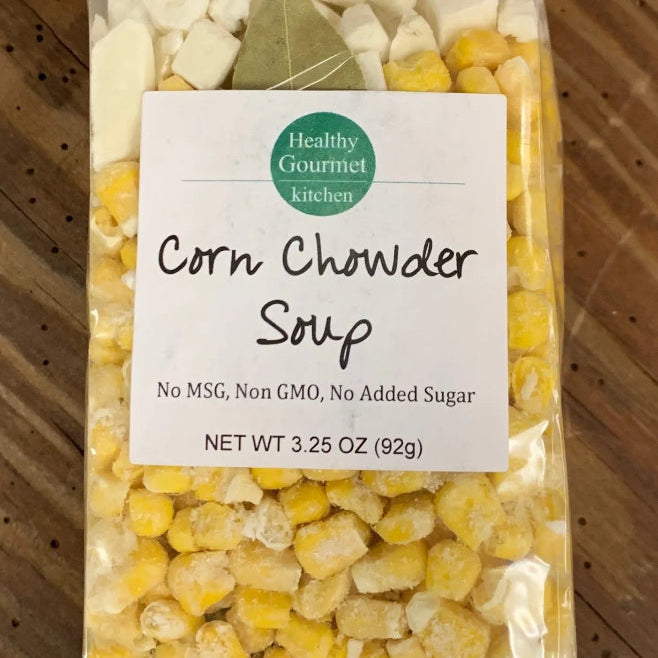 Healthy
Gourmet
kitchen
Corn Chowder
Soup
No MSG, Non GMO, No Added Sugar
NET WT 3.25 OZ (92g)